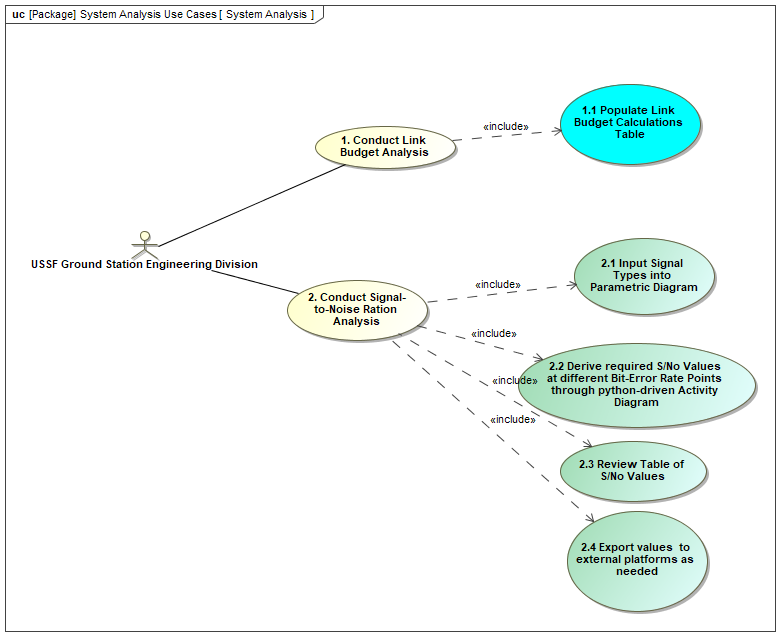 uc [Package] System Analysis Use Cases [ System Analysis ]
1.1 Populate Link
Budget Calculations
Table
«include»
1. Conduct Link
Budget Analysis
USSF Ground Station Engineering Division
2.1 Input Signal
Types into
Parametric Diagram
«include»
2. Conduct Signal-
to-Noise Ration
Analysis
«include»
2.2 Derive required S/No Values
at different Bit-Error Rate Points
through python-driven Activity
Diagram
«include»
«include»
2.3 Review Table of
S/No Values
2.4 Export values to
external platforms as
needed